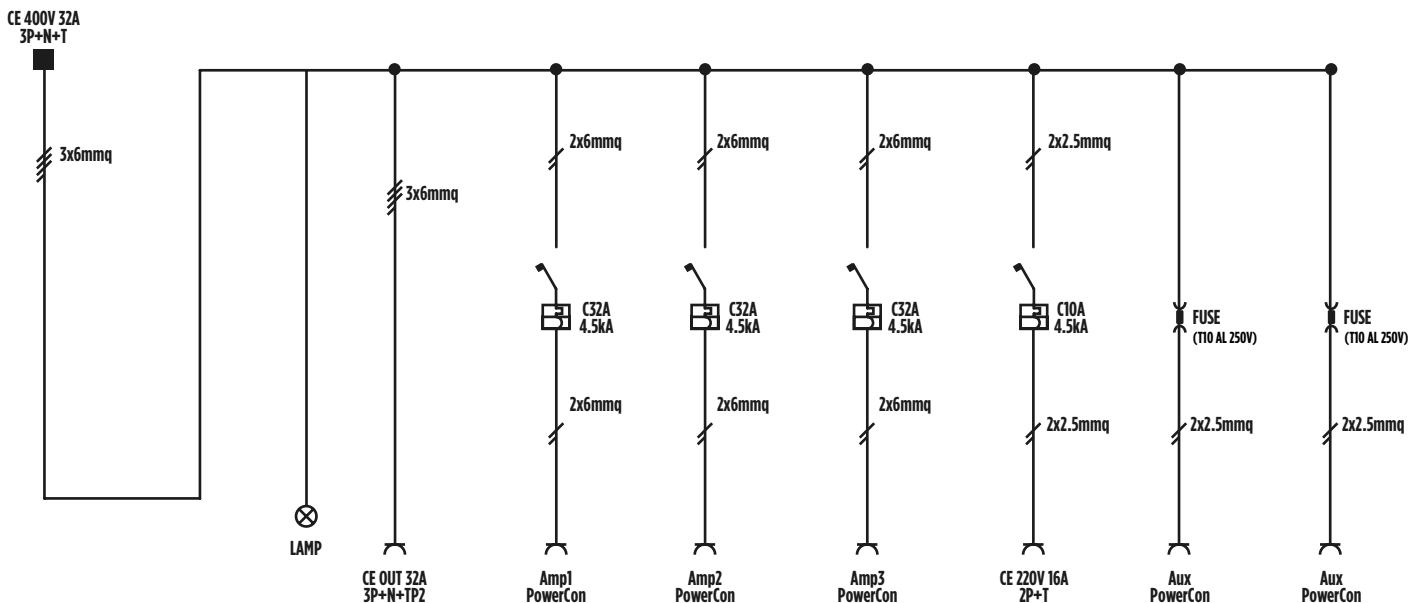 CE 400V 32A
3P+N+T
3x6mmq
3x6mmq
2x6mmq
2x6mmq
2x6mmq
2x2.5mmq
C32A
4.5kA
C32A
4.5kA
C32A
4.5kA
C10A
4.5kA
FUSE
(T10 AL 250V)
FUSE
(T10 AL 250V)
2x6mmq
2x6mmq
2x6mmq
2x2.5mmq
2x2.5mmq
2x2.5mmq
LAMP
CE OUT 32A
3P+N+TP2
Amp1
PowerCon
Amp2
PowerCon
Amp3
PowerCon
CE 220V 16A
2P+T
Aux
PowerCon
Aux
PowerCon